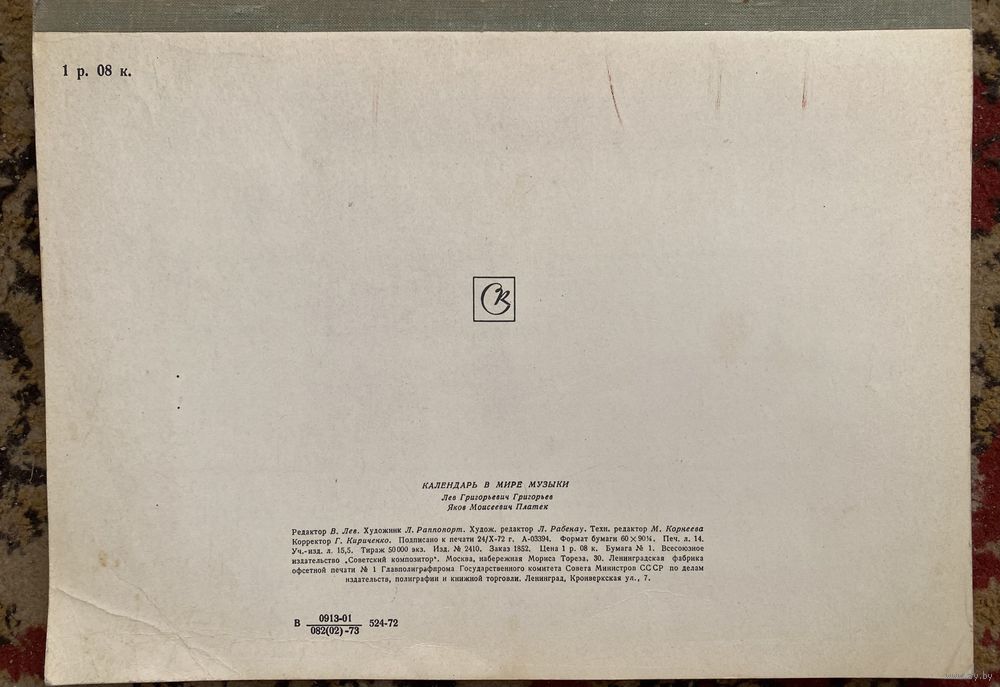 1 р. 08 к.
СК
КАЛЕНДАРЬ В МИРЕ МУЗЫКИ
Лев Григорьевич Григорьев
Яков Моисеевич Платек
Редактор В. Лев. Художник Л. Раппопорт. Худож. редактор Л. Рабенау. Техн. редактор М. Корнеева
Корректор Г. Кириченко. Подписано к печати 24/X-72 г. А-03394. Формат бумаги 60×90¼. Печ. л. 14.
Уч.-изд. л. 15,5. Тираж 50 000 экз. Изд. № 2410. Заказ 1852. Цена 1 р. 08 к. Бумага № 1. Всесоюзное
издательство „Советский композитор". Москва, набережная Мориса Тореза. 30. Ленинградская фабрика
офсетной печати № 1 Главполиграфпрома Государственного комитета Совета Министров СССР по делам
издательств, полиграфии и книжной торговли. Ленинград, Кронверкская ул., 7.
В 0913-01 / 082(02)-73 524-72